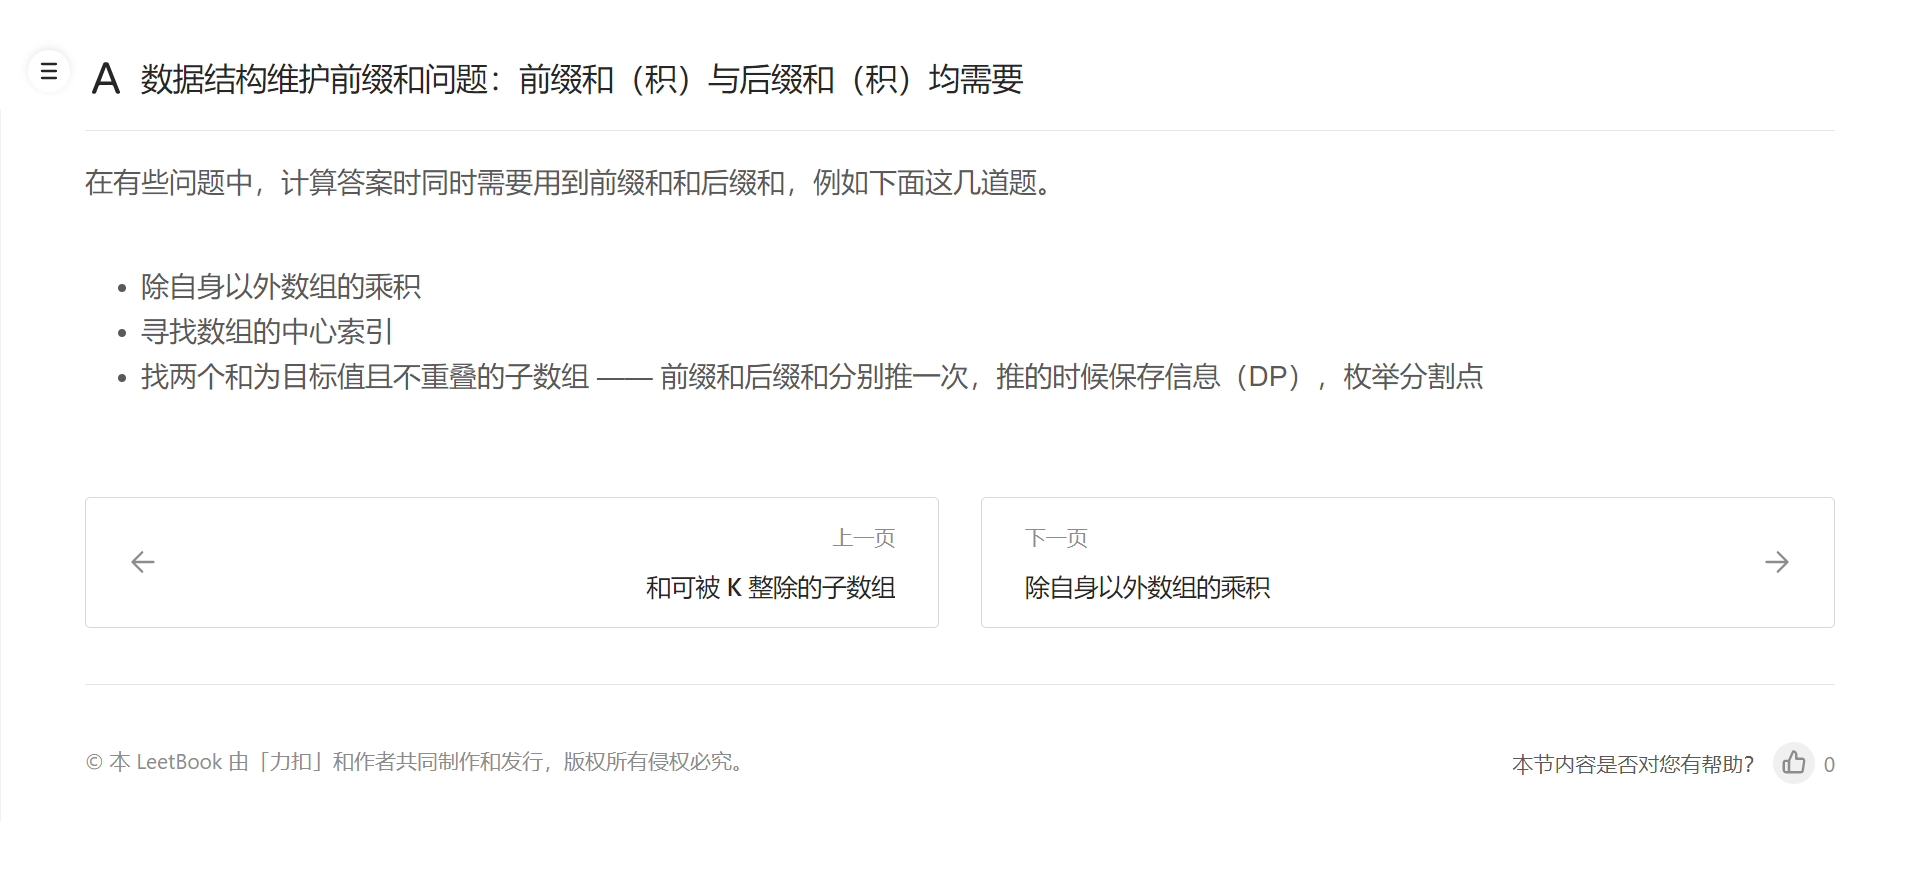 A 数据结构维护前缀和问题：前缀和（积）与后缀和（积）均需要
在有些问题中，计算答案时同时需要用到前缀和和后缀和，例如下面这几道题。
• 除自身以外数组的乘积
• 寻找数组的中心索引
• 找两个和为目标值且不重叠的子数组 —— 前缀和后缀和分别推一次，推的时候保存信息（DP），枚举分割点
上一页
和可被 K 整除的子数组
下一页
除自身以外数组的乘积
© 本 LeetBook 由「力扣」和作者共同制作和发行，版权所有侵权必究。
本节内容是否对您有帮助？ 0